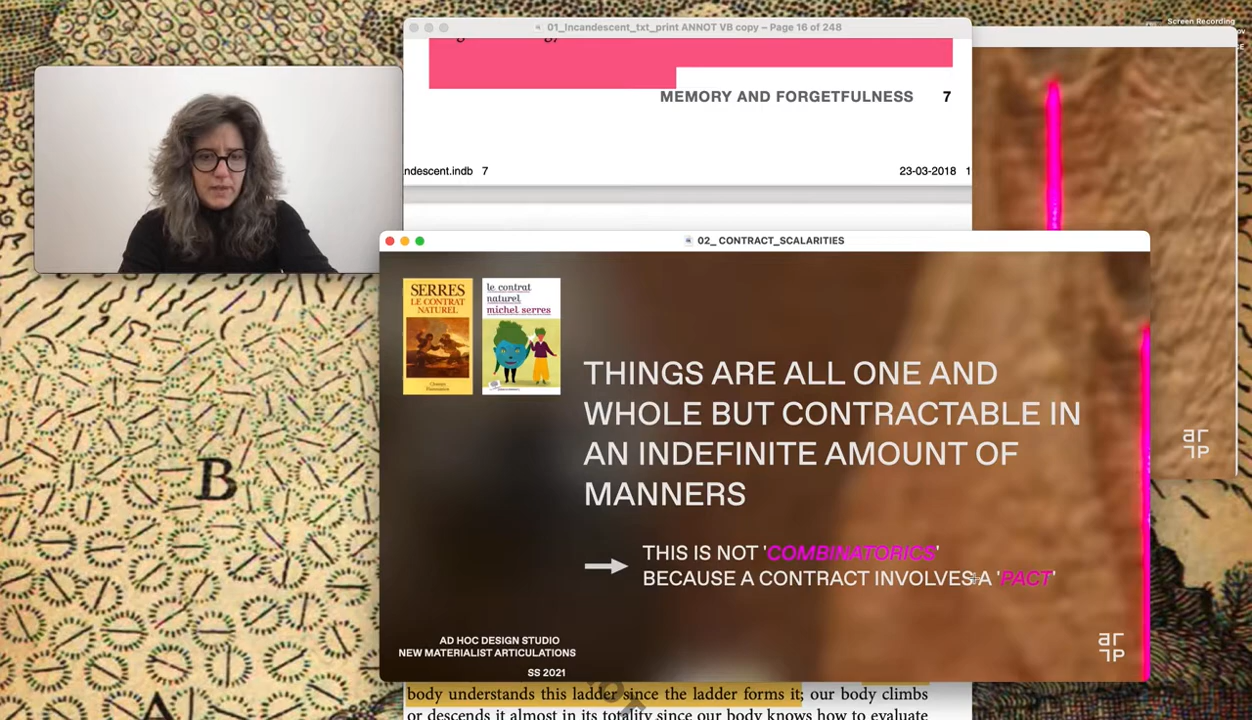 01_Incandescent_txt_print ANNOT VB copy – Page 16 of 248
Screen Recording
MEMORY AND FORGETFULNESS 7
ndescent.indb 7
23-03-2018 1
02_ CONTRACT_SCALARITIES
SERRES
LE CONTRAT
NATUREL
le contrat
naturel
michel serres
THINGS ARE ALL ONE AND
WHOLE BUT CONTRACTABLE IN
AN INDEFINITE AMOUNT OF
MANNERS
THIS IS NOT 'COMBINATORICS'
BECAUSE A CONTRACT INVOLVES A 'PACT'
AD HOC DESIGN STUDIO
NEW MATERIALIST ARTICULATIONS
SS 2021
B
body understands this ladder since the ladder forms it; our body climbs
or descends it almost in its totality since our body knows how to evaluate